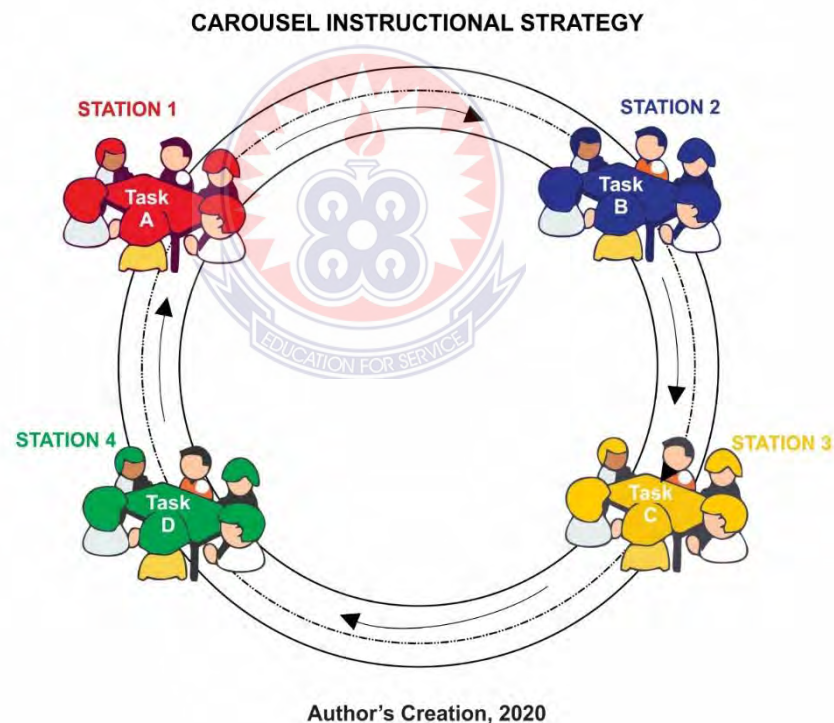 CAROUSEL INSTRUCTIONAL STRATEGY
STATION 1
STATION 2
Task
A
Task
B
EDUCATION FOR SERVICE
STATION 4
STATION 3
Task
D
Task
C
Author's Creation, 2020